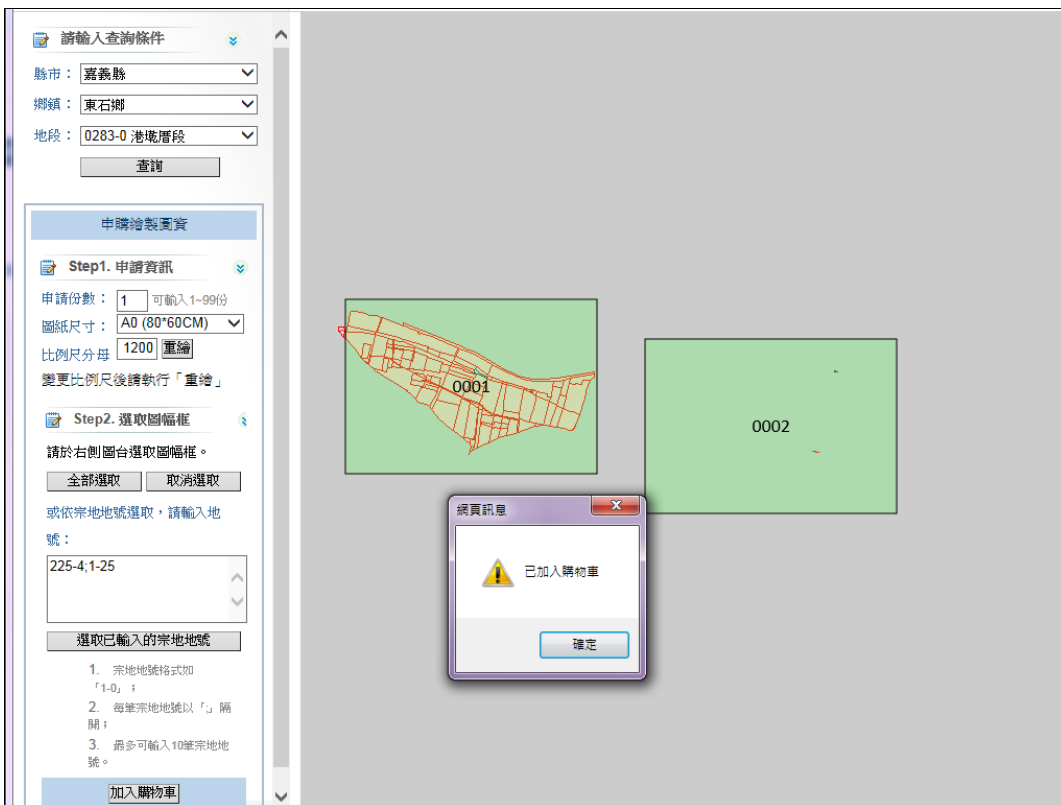 請輸入查詢條件
縣市：嘉義縣
鄉鎮：東石鄉
地段：0283-0 港墘厝段
查詢
申購繪製圖資
Step1. 申請資訊
申請份數：1 可輸入1~99份
圖紙尺寸：A0 (80*60CM)
比例尺分母 1200 重繪
變更比例尺後請執行「重繪」
Step2. 選取圖幅框
請於右側圖台選取圖幅框。
全部選取 取消選取
或依宗地地號選取，請輸入地
號：
225-4;1-25
選取已輸入的宗地地號
1. 宗地地號格式如
「1-0」；
2. 每筆宗地地號以「;」隔
開；
3. 最多可輸入10筆宗地地
號。
加入購物車
0001
0002
網頁訊息
已加入購物車
確定